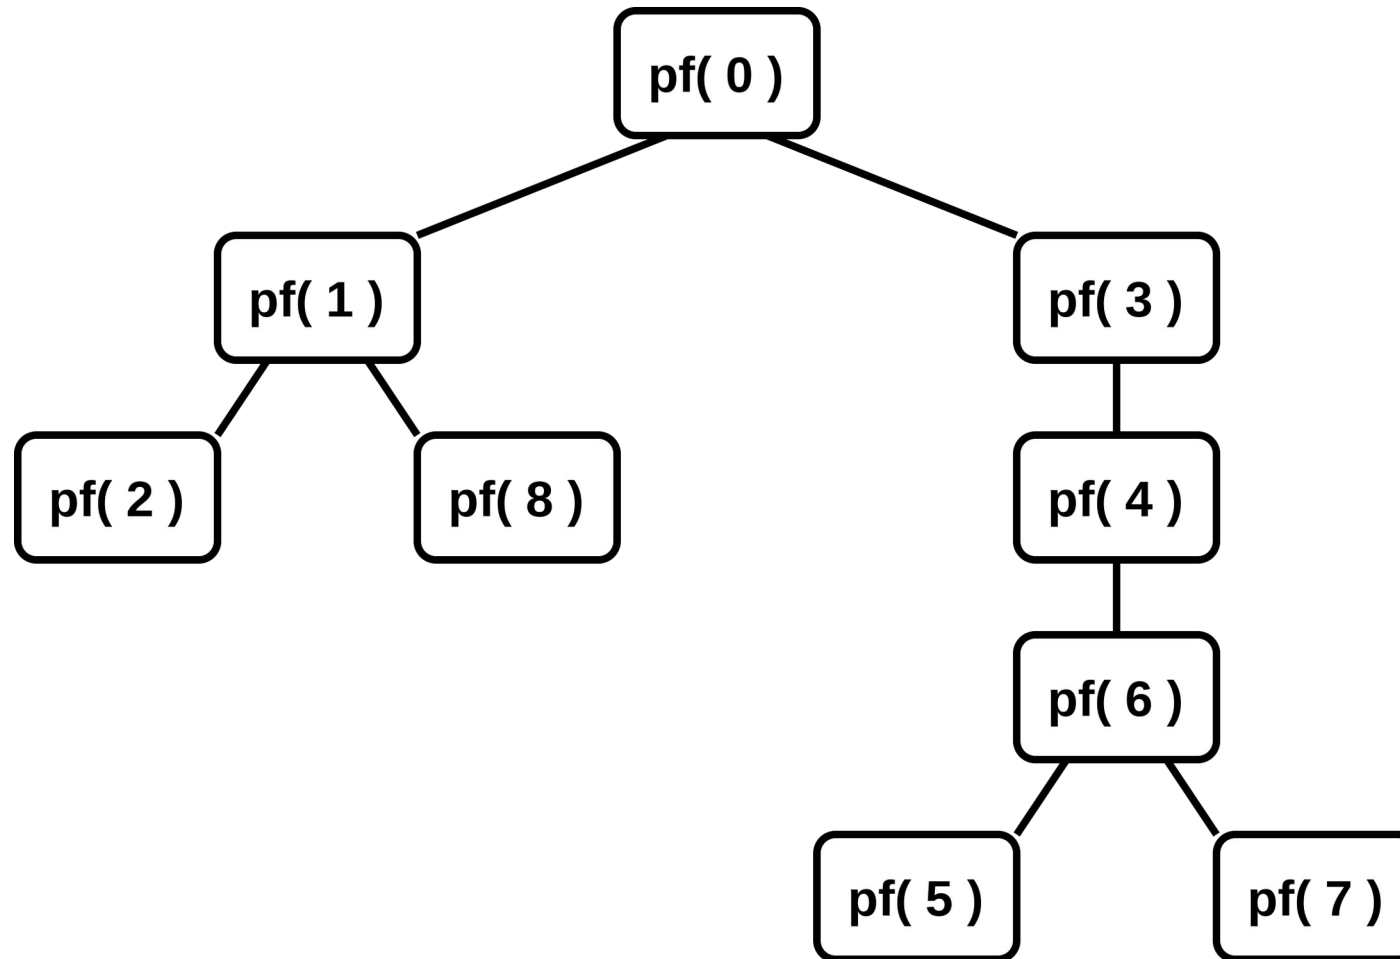 pf( 0 )
pf( 1 )
pf( 3 )
pf( 2 )
pf( 8 )
pf( 4 )
pf( 6 )
pf( 5 )
pf( 7 )